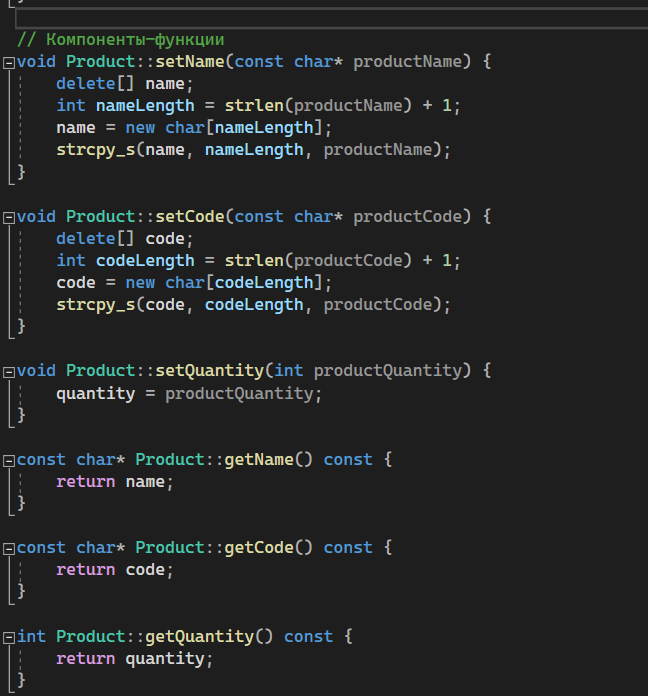 // Компоненты-функции
void Product::setName(const char* productName) {
delete[] name;
int nameLength = strlen(productName) + 1;
name = new char[nameLength];
strcpy_s(name, nameLength, productName);
}
void Product::setCode(const char* productCode) {
delete[] code;
int codeLength = strlen(productCode) + 1;
code = new char[codeLength];
strcpy_s(code, codeLength, productCode);
}
void Product::setQuantity(int productQuantity) {
quantity = productQuantity;
}
const char* Product::getName() const {
return name;
}
const char* Product::getCode() const {
return code;
}
int Product::getQuantity() const {
return quantity;
}